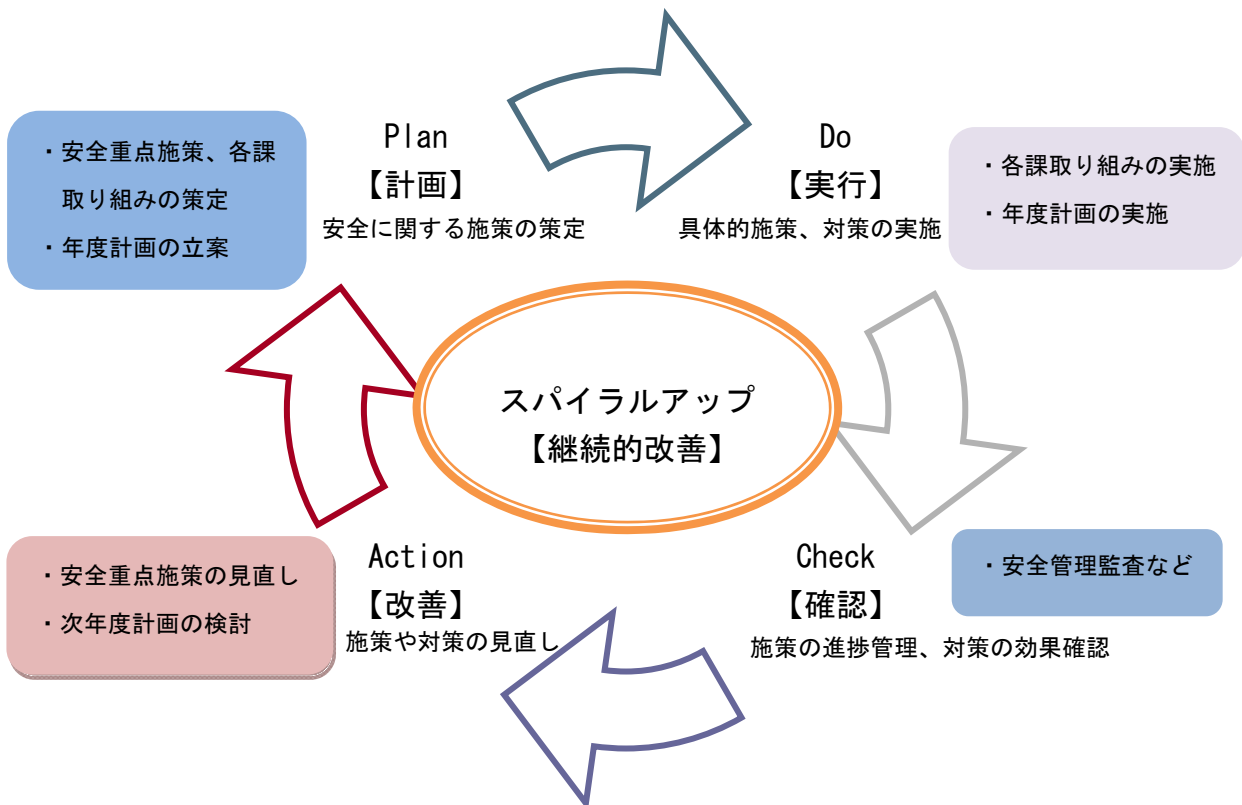 Plan
【計画】
安全に関する施策の策定
・安全重点施策、各課
取り組みの策定
・年度計画の立案
Do
【実行】
具体的施策、対策の実施
・各課取り組みの実施
・年度計画の実施
スパイラルアップ
【継続的改善】
Check
【確認】
施策の進捗管理、対策の効果確認
・安全管理監査など
Action
【改善】
施策や対策の見直し
・安全重点施策の見直し
・次年度計画の検討